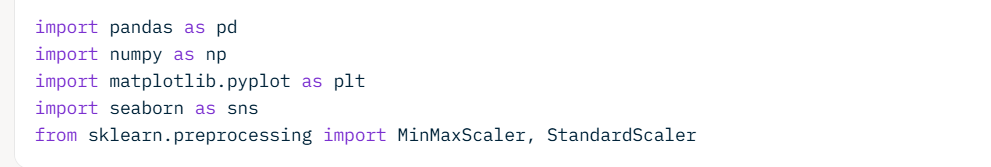 import pandas as pd
import numpy as np
import matplotlib.pyplot as plt
import seaborn as sns
from sklearn.preprocessing import MinMaxScaler, StandardScaler